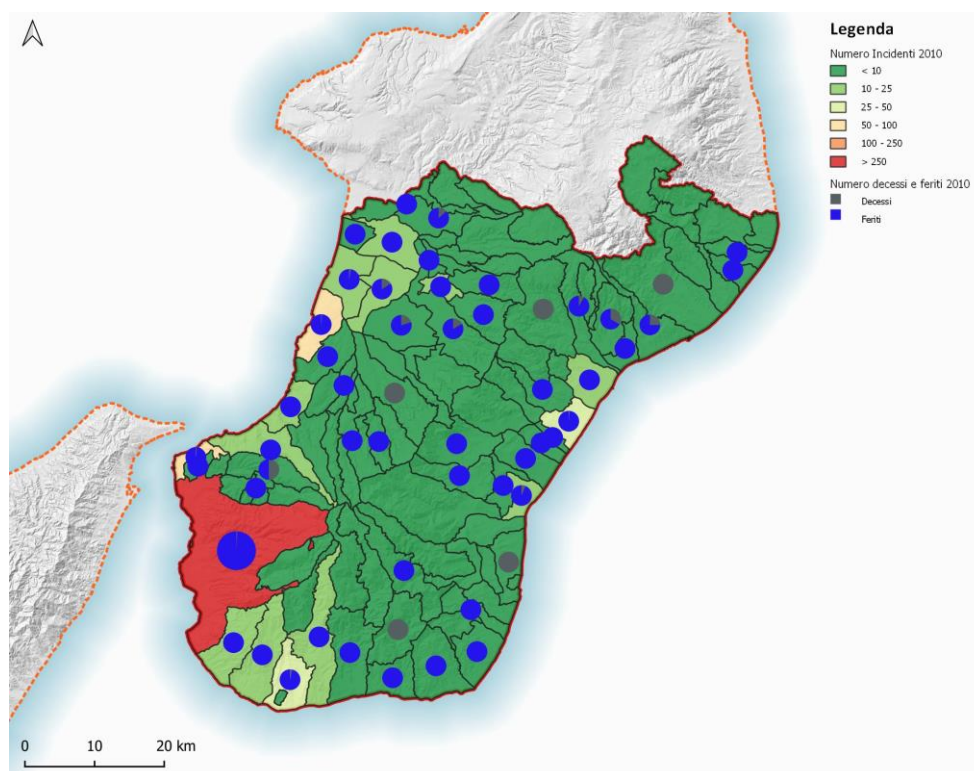 Legenda
Numero Incidenti 2010
< 10
10 - 25
25 - 50
50 - 100
100 - 250
> 250
Numero decessi e feriti 2010
Decessi
Feriti
0 10 20 km